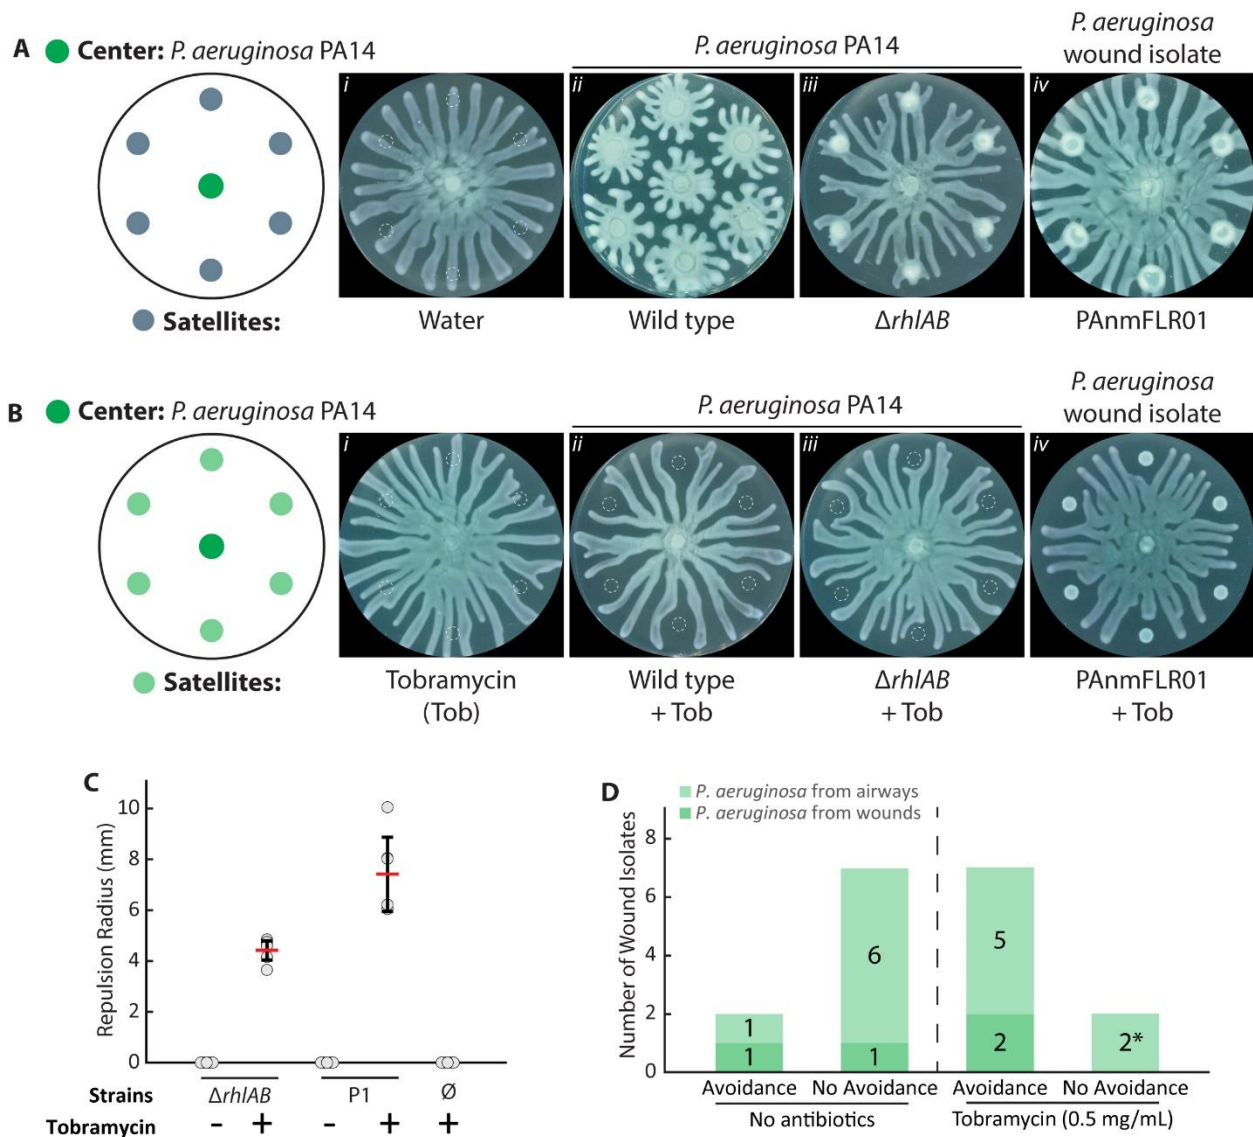 A
Center: P. aeruginosa PA14
P. aeruginosa PA14
P. aeruginosa
wound isolate
i
ii
iii
iv
Satellites:
Water
Wild type
ΔrhlAB
PAnmFLR01
B
Center: P. aeruginosa PA14
P. aeruginosa PA14
P. aeruginosa
wound isolate
i
ii
iii
iv
Satellites:
Tobramycin
(Tob)
Wild type
+ Tob
ΔrhlAB
+ Tob
PAnmFLR01
+ Tob
C
Repulsion Radius (mm)
10
8
6
4
2
0
Strains
ΔrhlAB
P1
Ø
Tobramycin
- + - + +
D
P. aeruginosa from airways
P. aeruginosa from wounds
Number of Wound Isolates
8
6
4
2
0
1
1
6
1
5
2
2*
Avoidance No Avoidance Avoidance No Avoidance
No antibiotics Tobramycin (0.5 mg/mL)